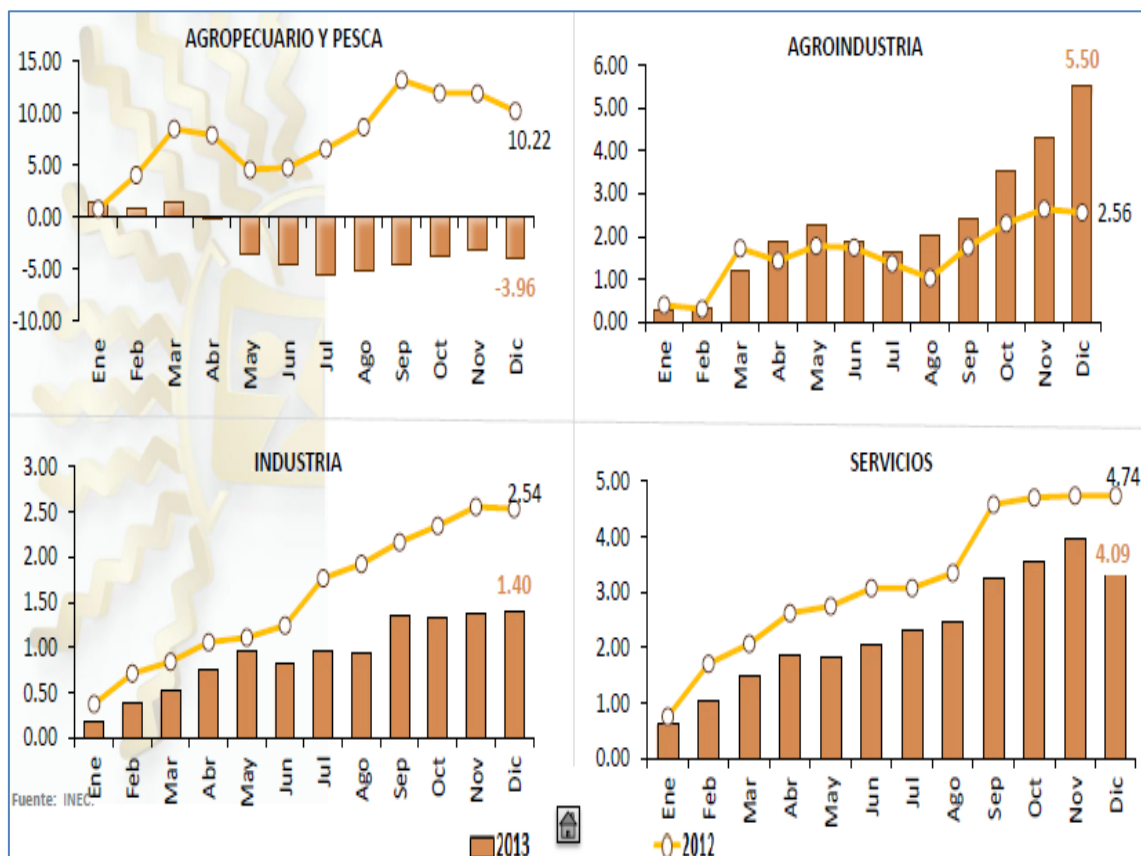 AGROPECUARIO Y PESCA
15.00
10.00
5.00
0.00
-5.00
-10.00
10.22
-3.96
Ene
Feb
Mar
Abr
May
Jun
Jul
Ago
Sep
Oct
Nov
Dic
AGROINDUSTRIA
6.00
5.00
4.00
3.00
2.00
1.00
0.00
5.50
2.56
Ene
Feb
Mar
Abr
May
Jun
Jul
Ago
Sep
Oct
Nov
Dic
INDUSTRIA
3.00
2.50
2.00
1.50
1.00
0.50
0.00
2.54
1.40
Ene
Feb
Mar
Abr
May
Jun
Jul
Ago
Sep
Oct
Nov
Dic
SERVICIOS
5.00
4.00
3.00
2.00
1.00
0.00
4.74
4.09
Ene
Feb
Mar
Abr
May
Jun
Jul
Ago
Sep
Oct
Nov
Dic
Fuente: INEC.
2013
2012